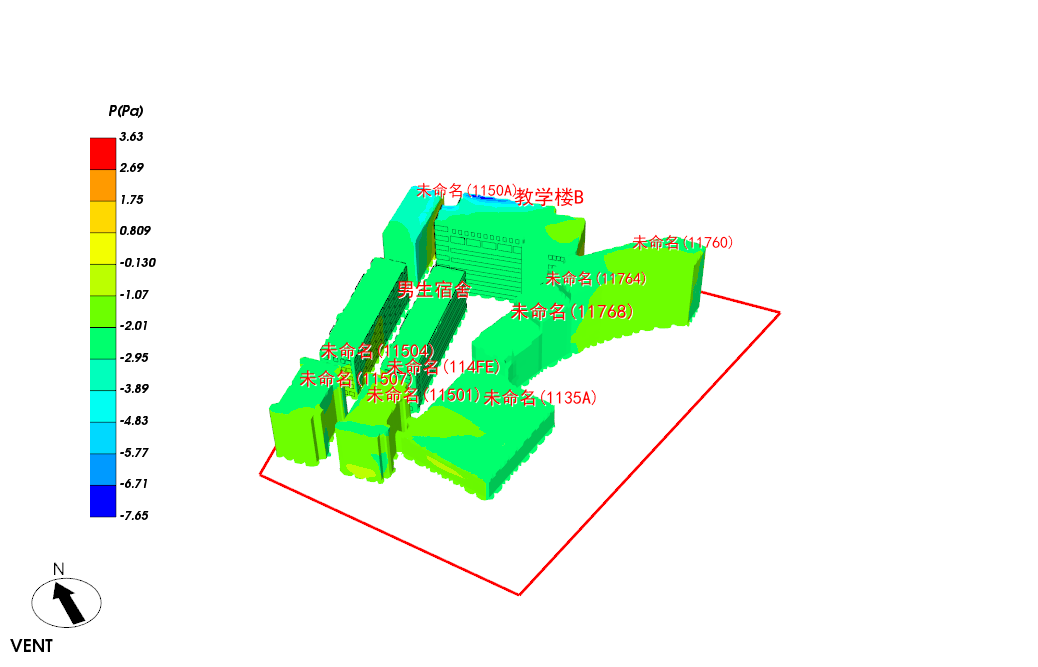 P(Pa)
3.63
2.69
1.75
0.809
-0.130
-1.07
-2.01
-2.95
-3.89
-4.83
-5.77
-6.71
-7.65
未命名(1150A)
教学楼B
未命名(11760)
未命名(11764)
男生宿舍
未命名(11768)
未命名(11504)
未命名(114FE)
未命名(11507)
未命名(11501)
未命名(1135A)
N
VENT